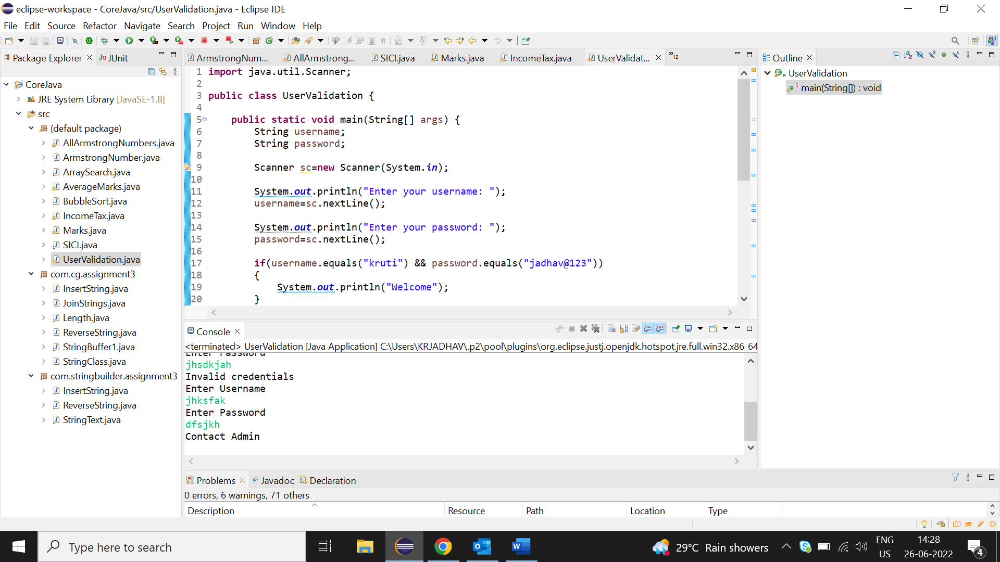 eclipse-workspace - CoreJava/src/UserValidation.java - Eclipse IDE
File Edit Source Refactor Navigate Search Project Run Window Help
Package Explorer
JUnit
ArmstrongNum...
AllArmstrong...
SICI.java
Marks.java
IncomeTax.java
UserValidat...
»12
Outline
CoreJava
JRE System Library [JavaSE-1.8]
src
(default package)
AllArmstrongNumbers.java
ArmstrongNumber.java
ArraySearch.java
AverageMarks.java
BubbleSort.java
IncomeTax.java
Marks.java
SICI.java
UserValidation.java
com.cg.assignment3
InsertString.java
JoinStrings.java
Length.java
ReverseString.java
StringBuffer1.java
StringClass.java
com.stringbuilder.assignment3
InsertString.java
ReverseString.java
StringText.java
1 import java.util.Scanner;
2
3 public class UserValidation {
4
5 public static void main(String[] args) {
6 String username;
7 String password;
8
9 Scanner sc=new Scanner(System.in);
10
11 System.out.println("Enter your username: ");
12 username=sc.nextLine();
13
14 System.out.println("Enter your password: ");
15 password=sc.nextLine();
16
17 if(username.equals("kruti") && password.equals("jadhav@123"))
18 {
19 System.out.println("Welcome");
20 }
UserValidation
main(String[]) : void
Console
<terminated> UserValidation [Java Application] C:\Users\KRJADHAV\.p2\pool\plugins\org.eclipse.justj.openjdk.hotspot.jre.full.win32.x86_64
Enter Password
jhsdkjah
Invalid credentials
Enter Username
jhksfak
Enter Password
dfsjkh
Contact Admin
Problems
Javadoc
Declaration
0 errors, 6 warnings, 71 others
Description Resource Path Location Type
Type here to search
29°C Rain showers
ENG
US
14:28
26-06-2022
4